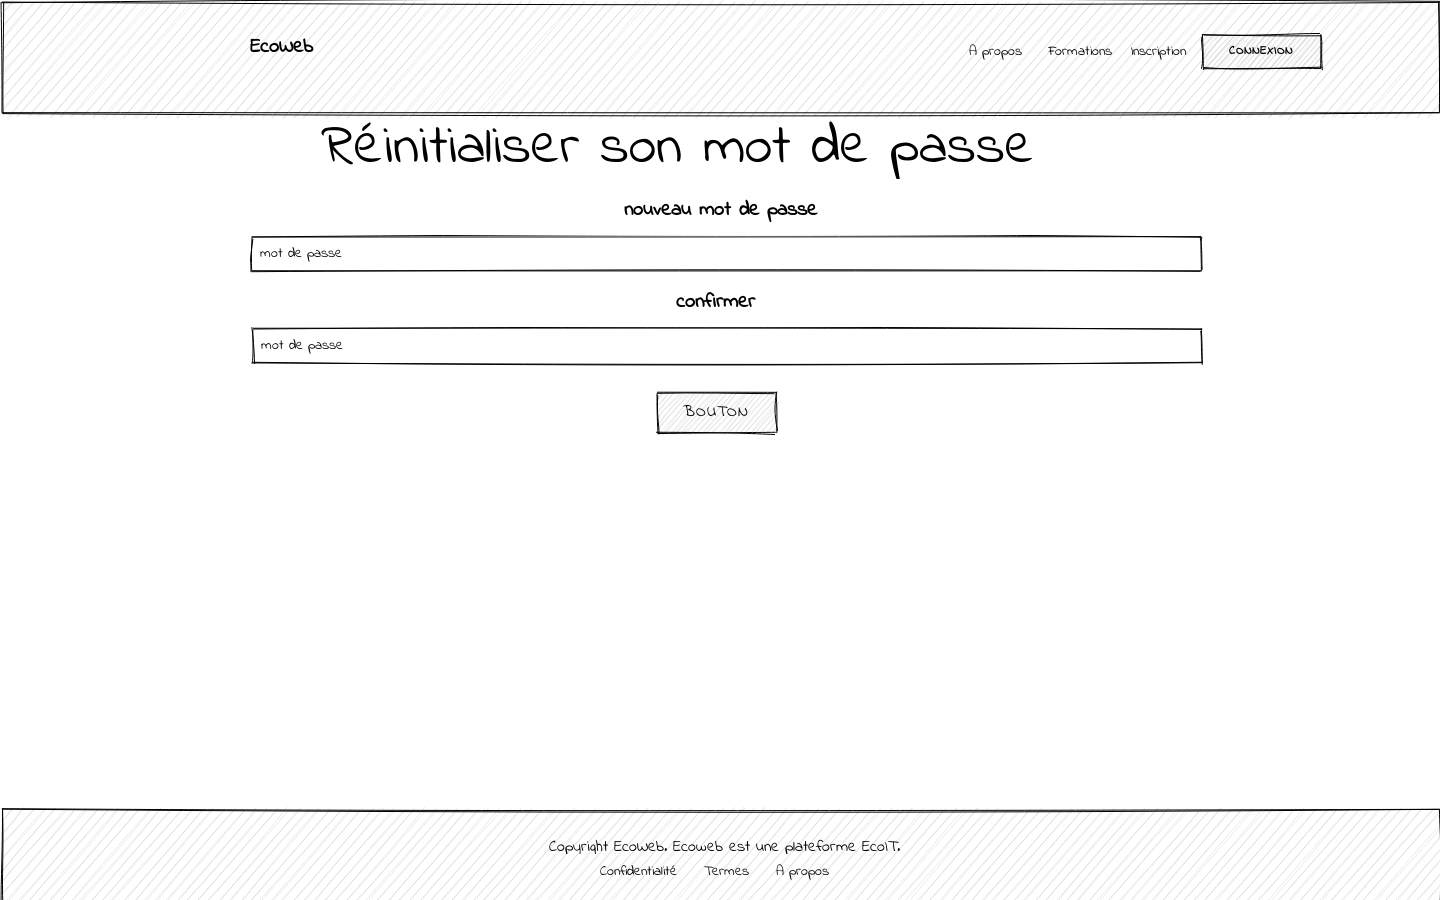 Ecoweb
À propos Formations Inscription CONNEXION
Réinitialiser son mot de passe
nouveau mot de passe
mot de passe
confirmer
mot de passe
BOUTON
Copyright Ecoweb. Ecoweb est une plateforme EcoIT.
Confidentialité Termes À propos